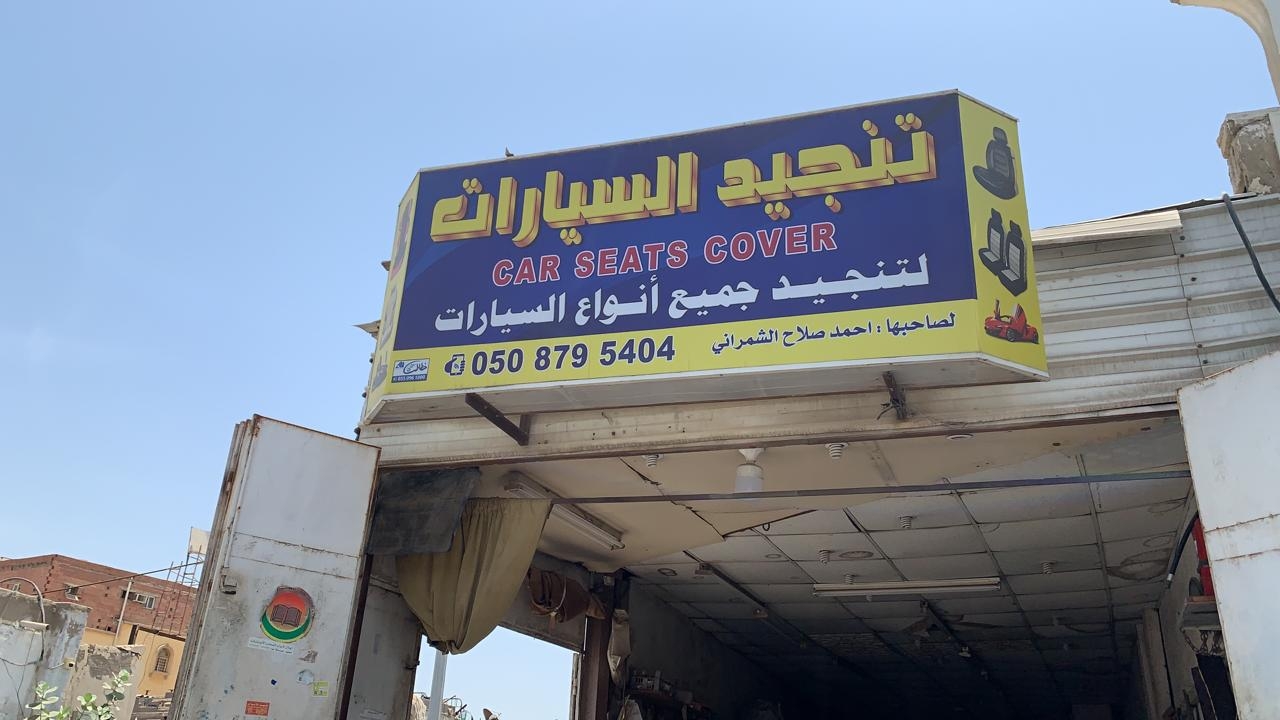 تنجيد السيارات
CAR SEATS COVER
لتنجيد جميع أنواع السيارات
لصاحبها : احمد صلاح الشمراني
050 879 5404